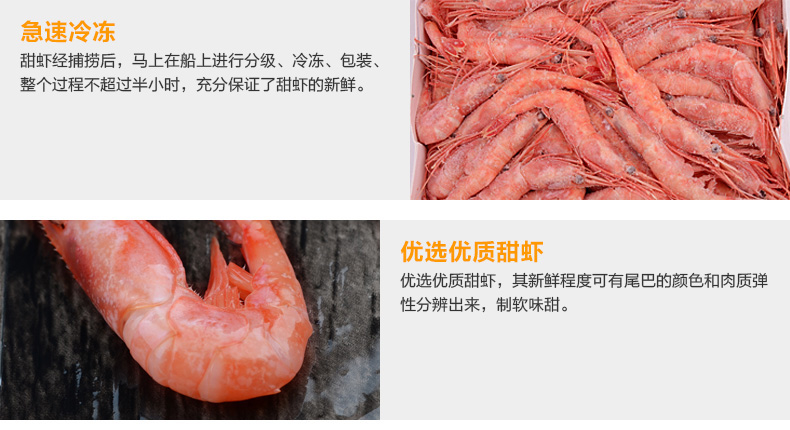 急速冷冻
甜虾经捕捞后，马上在船上进行分级、冷冻、包装、
整个过程不超过半小时，充分保证了甜虾的新鲜。
优选优质甜虾
优选优质甜虾，其新鲜程度可有尾巴的颜色和肉质弹
性分辨出来，制软味甜。